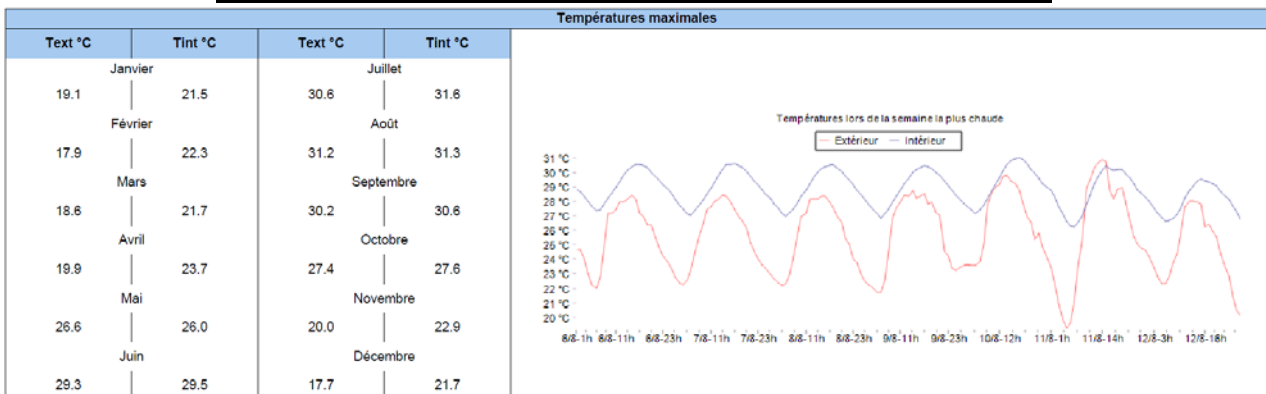 Températures maximales
Text °C Tint °C Text °C Tint °C
Janvier Juillet
19.1 21.5 30.6 31.6
Février Août
17.9 22.3 31.2 31.3
Mars Septembre
18.6 21.7 30.2 30.6
Avril Octobre
19.9 23.7 27.4 27.6
Mai Novembre
26.6 26.0 20.0 22.9
Juin Décembre
29.3 29.5 17.7 21.7
Températures lors de la semaine la plus chaude
Extérieur Intérieur
31 °C
30 °C
29 °C
28 °C
27 °C
26 °C
25 °C
24 °C
23 °C
22 °C
21 °C
20 °C
6/8-1h 6/8-11h 6/8-23h 7/8-11h 7/8-23h 8/8-11h 8/8-23h 9/8-11h 9/8-23h 10/8-12h 11/8-1h 11/8-14h 12/8-3h 12/8-16h